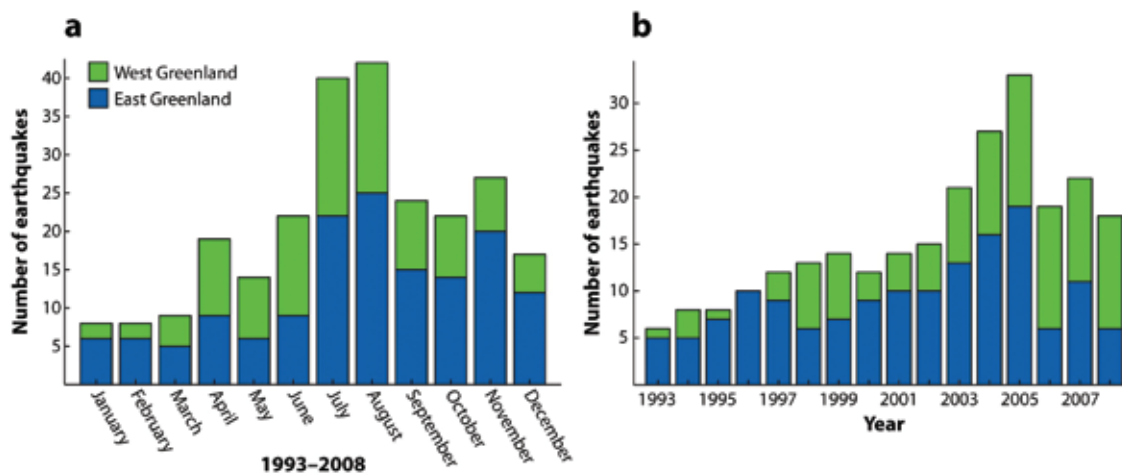 a
Number of earthquakes
40
35
30
25
20
15
10
5
West Greenland
East Greenland
January
February
March
April
May
June
July
August
September
October
November
December
1993–2008
b
Number of earthquakes
30
25
20
15
10
5
1993
1995
1997
1999
2001
2003
2005
2007
Year